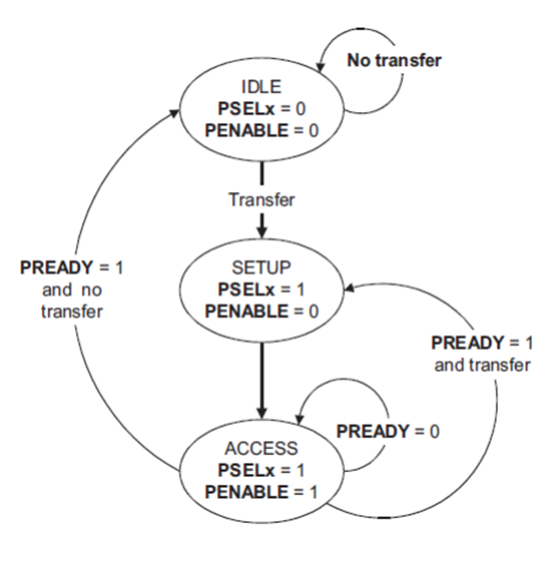 No transfer
IDLE
PSELx = 0
PENABLE = 0
Transfer
SETUP
PSELx = 1
PENABLE = 0
PREADY = 1
and no
transfer
PREADY = 1
and transfer
PREADY = 0
ACCESS
PSELx = 1
PENABLE = 1